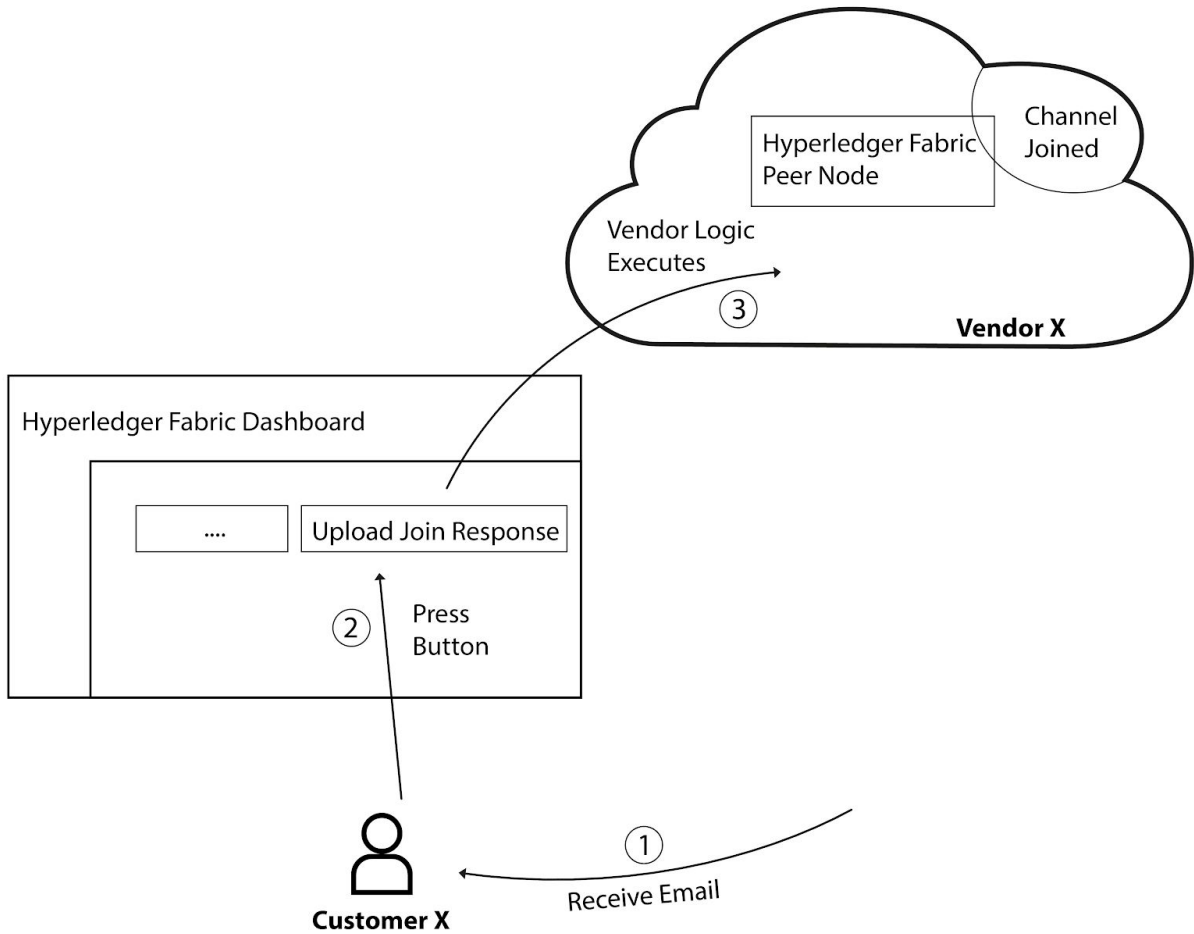 Channel
Joined
Hyperledger Fabric
Peer Node
Vendor Logic
Executes
3
Vendor X
Hyperledger Fabric Dashboard
....
Upload Join Response
2
Press
Button
1
Receive Email
Customer X